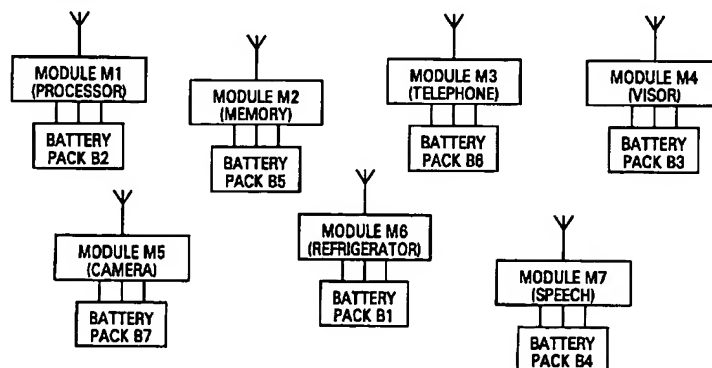 MODULE M1
(PROCESSOR)
BATTERY
PACK B2
MODULE M2
(MEMORY)
BATTERY
PACK B5
MODULE M3
(TELEPHONE)
BATTERY
PACK B6
MODULE M4
(VISOR)
BATTERY
PACK B3
MODULE M5
(CAMERA)
BATTERY
PACK B7
MODULE M6
(REFRIGERATOR)
BATTERY
PACK B1
MODULE M7
(SPEECH)
BATTERY
PACK B4